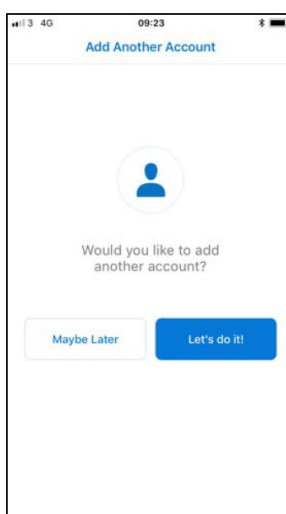 3 4G 09:23
Add Another Account
Would you like to add
another account?
Maybe Later Let's do it!